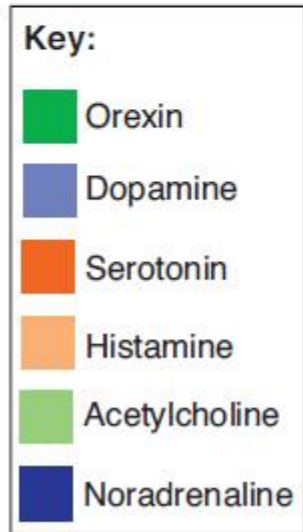 Key:
Orexin
Dopamine
Serotonin
Histamine
Acetylcholine
Noradrenaline